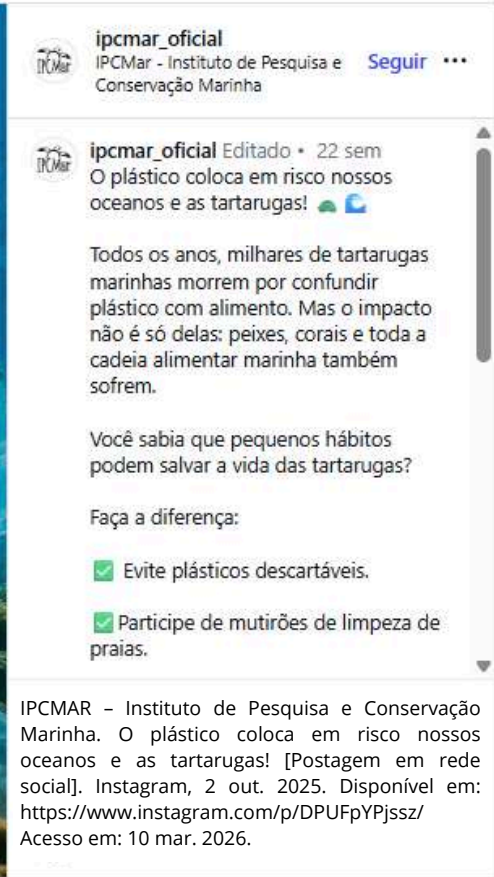 ipcmar_oficial
IPCMar - Instituto de Pesquisa e
Conservação Marinha
Seguir
IPCMar
ipcmar_oficial Editado • 22 sem
O plástico coloca em risco nossos
oceanos e as tartarugas! 🐢 🌊
Todos os anos, milhares de tartarugas
marinhas morrem por confundir
plástico com alimento. Mas o impacto
não é só delas: peixes, corais e toda a
cadeia alimentar marinha também
sofrem.
Você sabia que pequenos hábitos
podem salvar a vida das tartarugas?
Faça a diferença:
✅ Evite plásticos descartáveis.
✅ Participe de mutirões de limpeza de
praias.
IPCMAR – Instituto de Pesquisa e Conservação
Marinha. O plástico coloca em risco nossos
oceanos e as tartarugas! [Postagem em rede
social]. Instagram, 2 out. 2025. Disponível em:
https://www.instagram.com/p/DPUFpYPjssz/
Acesso em: 10 mar. 2026.